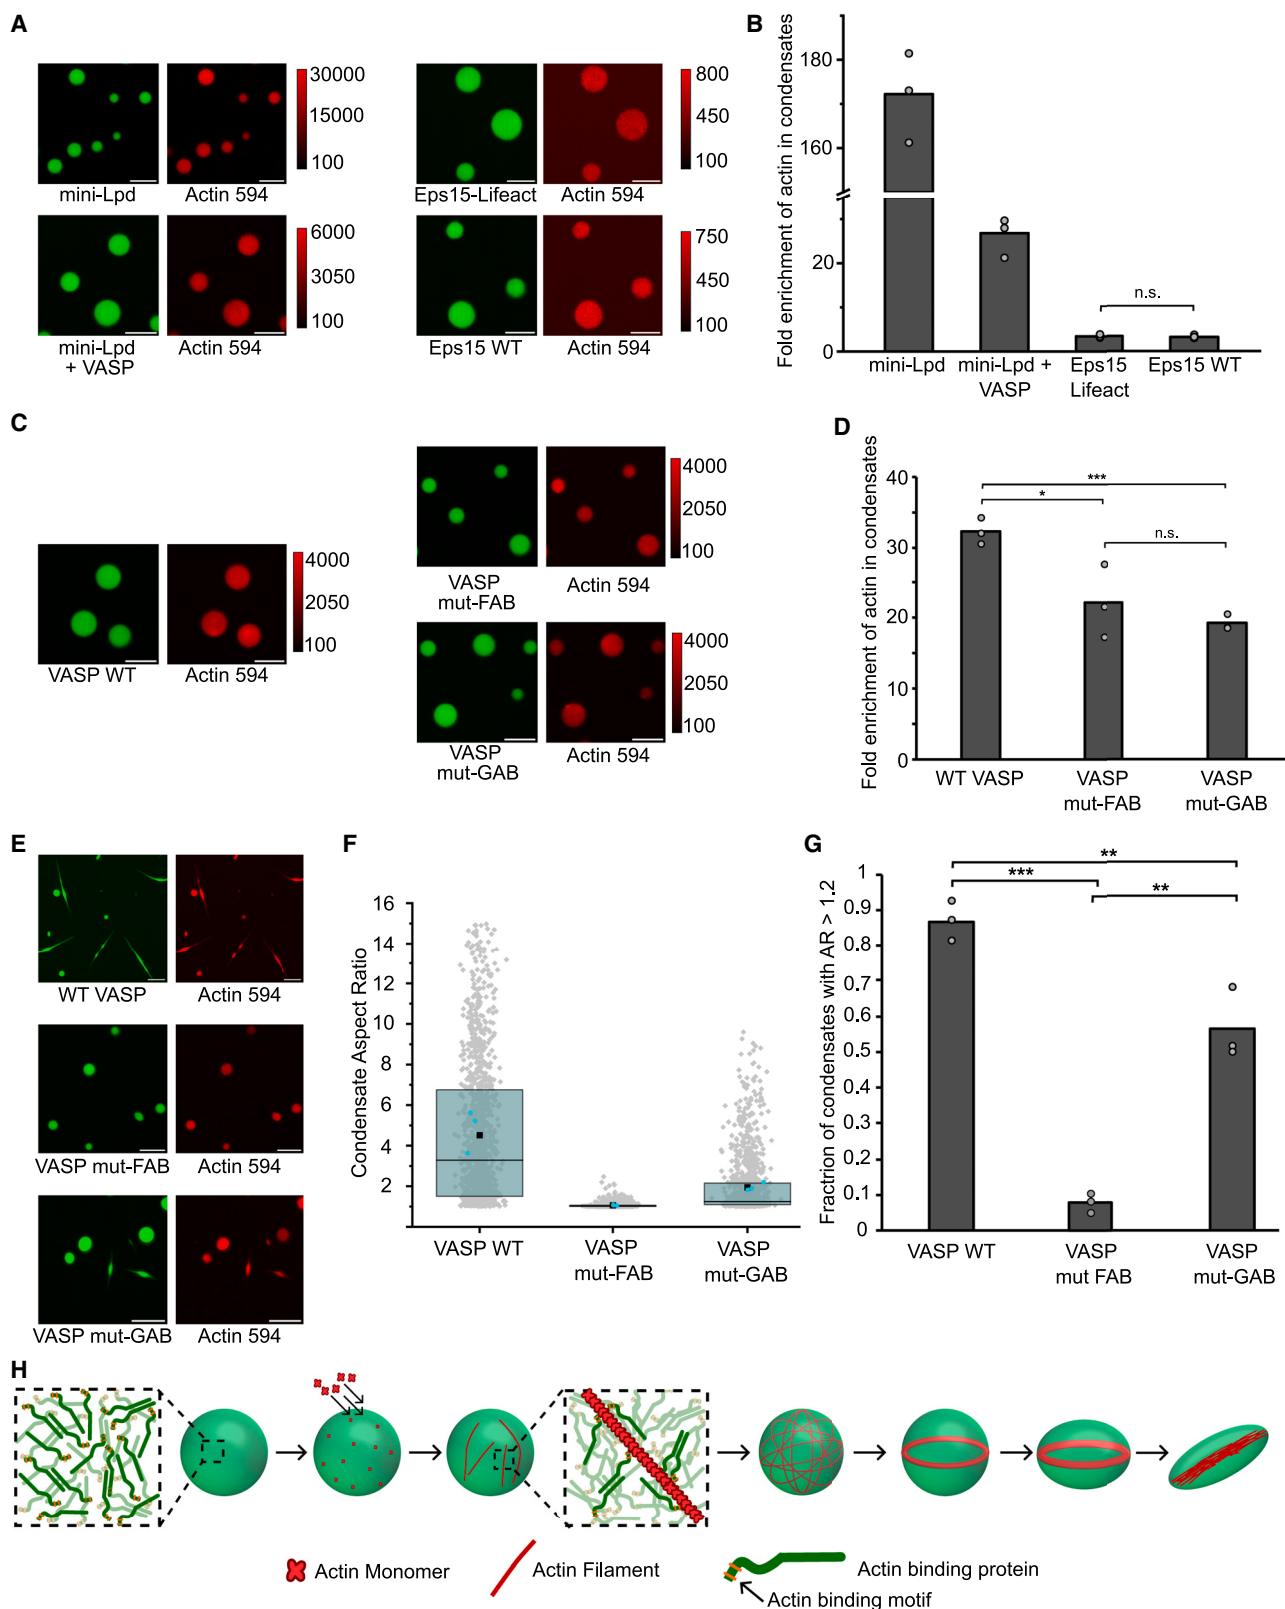 A
mini-Lpd
Actin 594
30000
15000
100
Eps15-Lifeact
Actin 594
800
450
100
mini-Lpd
+ VASP
Actin 594
6000
3050
100
Eps15 WT
Actin 594
750
450
100
B
Fold enrichment of actin in condensates
180
160
20
0
n.s.
mini-Lpd
mini-Lpd +
VASP
Eps15
Lifeact
Eps15 WT
C
VASP WT
Actin 594
4000
2050
100
VASP
mut-FAB
Actin 594
4000
2050
100
VASP
mut-GAB
Actin 594
4000
2050
100
D
Fold enrichment of actin in condensates
40
30
20
10
0
***
*
n.s.
WT VASP
VASP
mut-FAB
VASP
mut-GAB
E
WT VASP
Actin 594
VASP mut-FAB
Actin 594
VASP mut-GAB
Actin 594
F
Condensate Aspect Ratio
16
14
12
10
8
6
4
2
VASP WT
VASP
mut-FAB
VASP
mut-GAB
G
Fractrion of condensates with AR > 1.2
1
0.9
0.8
0.7
0.6
0.5
0.4
0.3
0.2
0.1
0
**
***
**
VASP WT
VASP
mut FAB
VASP
mut-GAB
H
Actin Monomer
Actin Filament
Actin binding protein
Actin binding motif